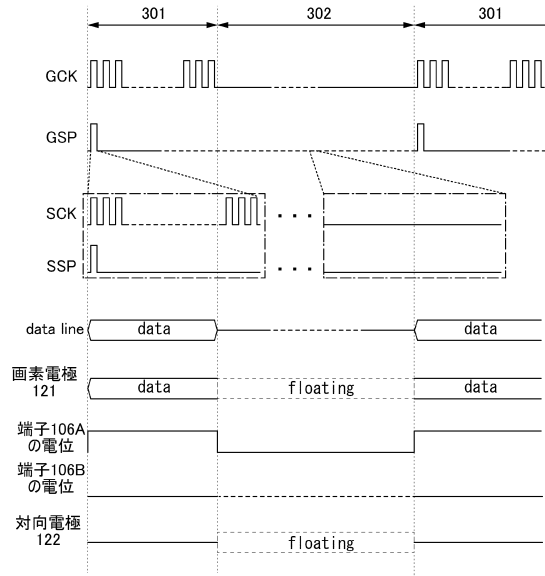 301 302 301
GCK
GSP
SCK
SSP
data line data data
画素電極
121
data floating data
端子106A
の電位
端子106B
の電位
対向電極
122
floating